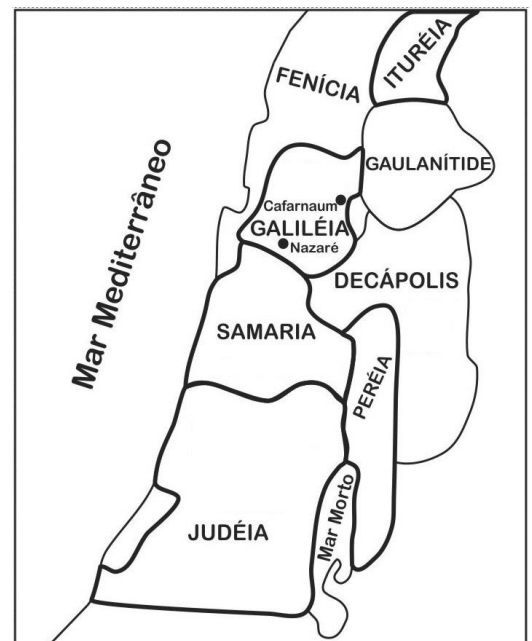 ITURÉIA
FENÍCIA
GAULANÍTIDE
Mar Mediterrâneo
Cafarnaum
GALILÉIA
Nazaré
DECÁPOLIS
SAMARIA
PERÉIA
Mar Morto
JUDÉIA